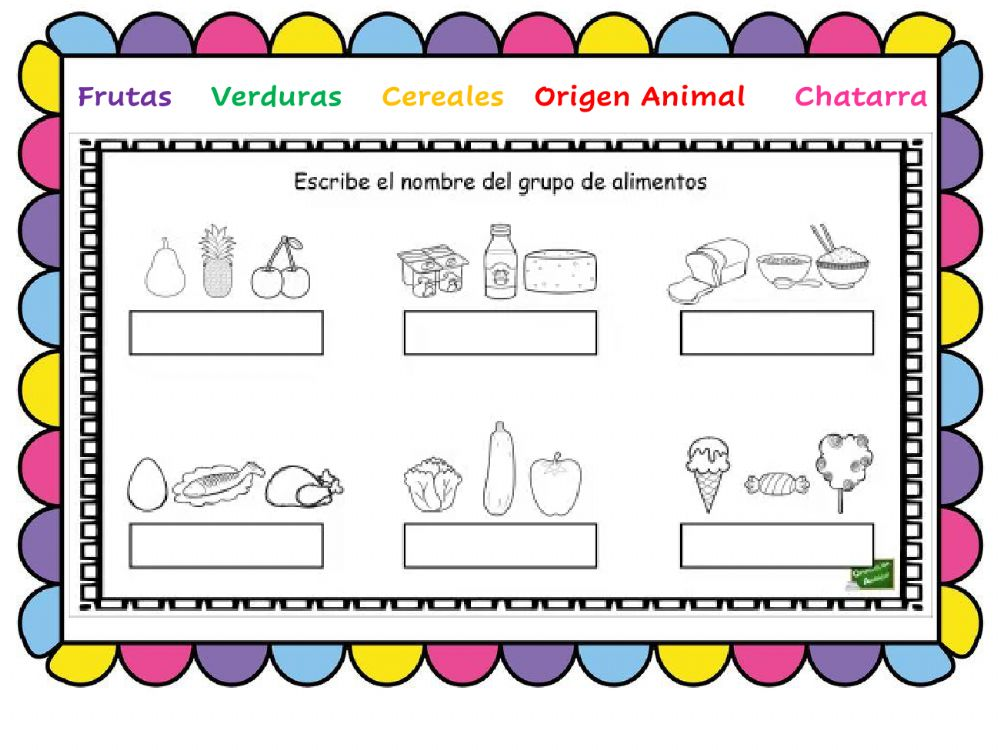 Frutas Verduras Cereales Origen Animal Chatarra
Escribe el nombre del grupo de alimentos